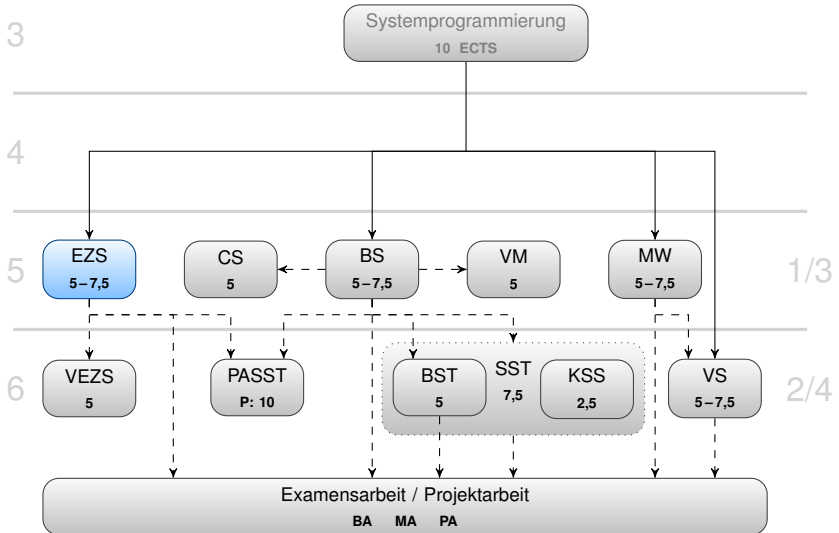 3
Systemprogrammierung
10 ECTS
4
5
EZS
5–7,5
CS
5
BS
5–7,5
VM
5
MW
5–7,5
1/3
6
VEZS
5
PASST
P: 10
BST
5
SST
7,5
KSS
2,5
VS
5–7,5
2/4
Examensarbeit / Projektarbeit
BA MA PA